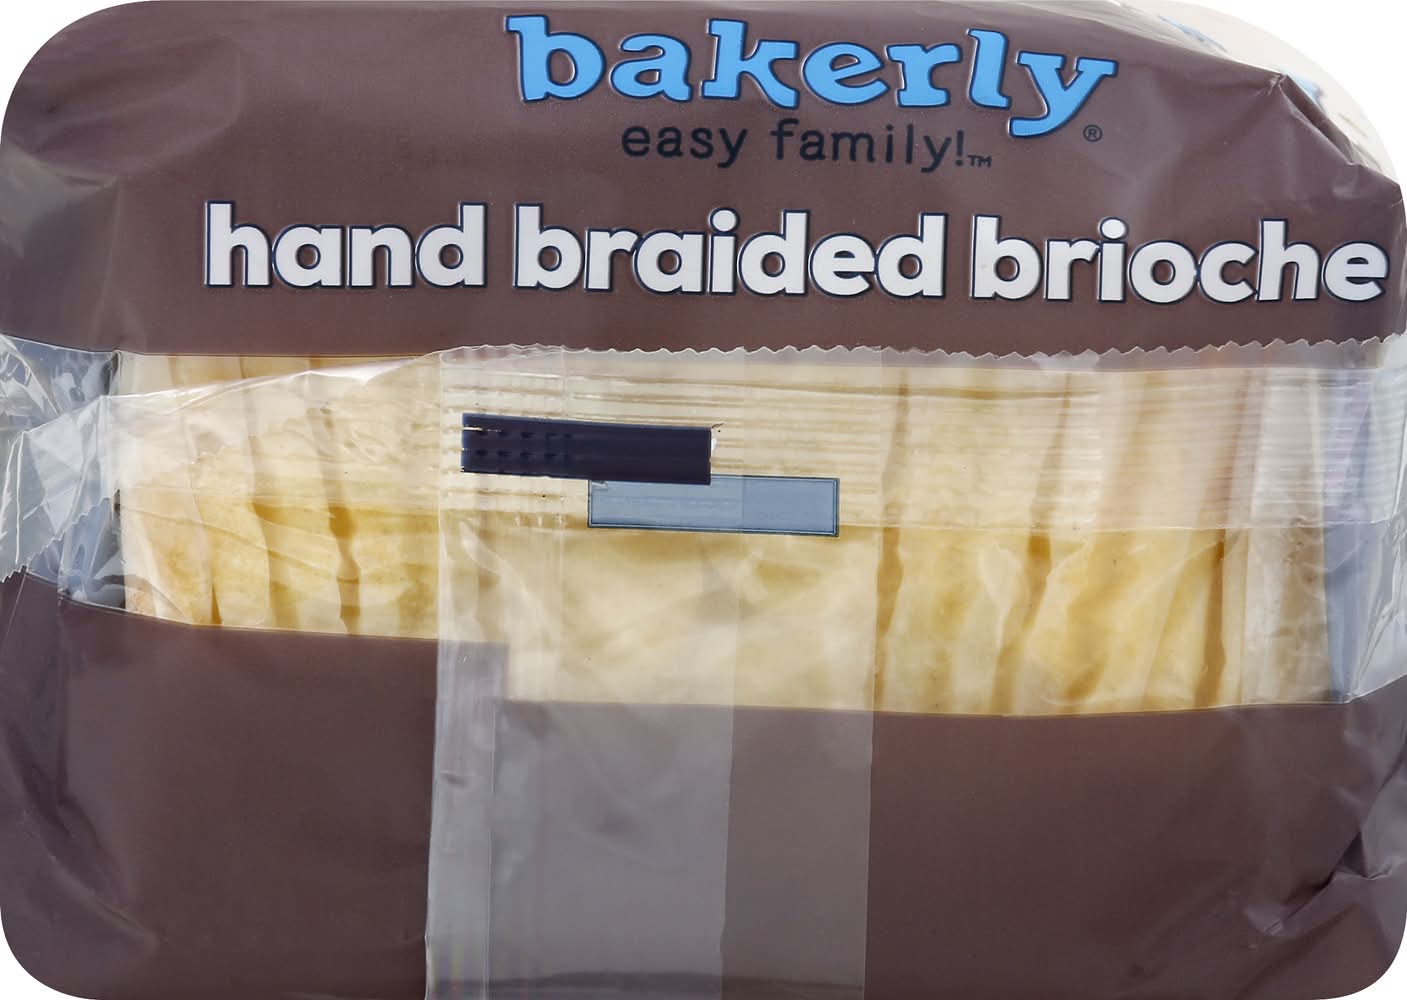 bakerly®
easy family!™
hand braided brioche